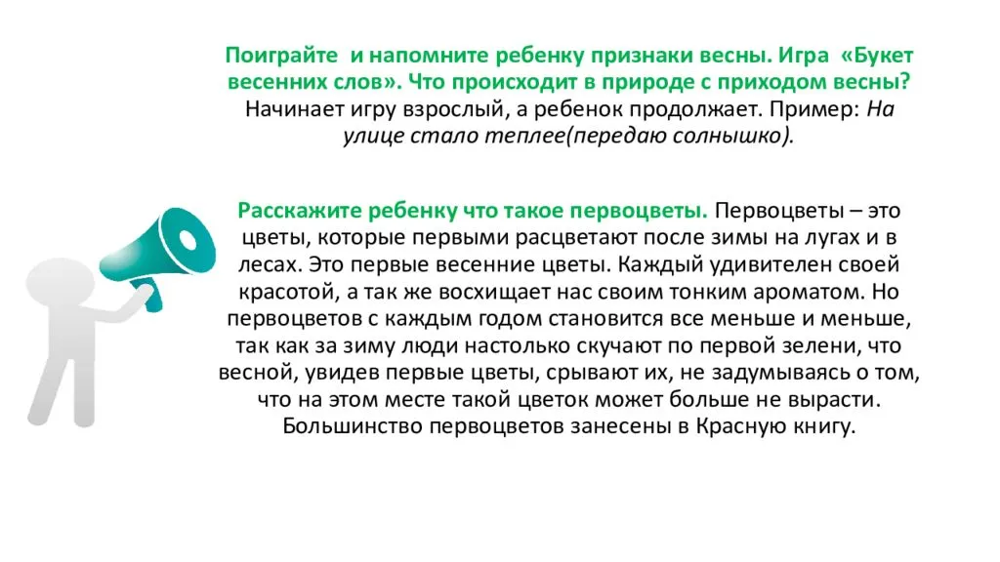 Поиграйте  и напомните ребенку признаки весны. Игра  «Букет
весенних слов». Что происходит в природе с приходом весны?
Начинает игру взрослый, а ребенок продолжает. Пример: На
улице стало теплее(передаю солнышко).
Расскажите ребенку что такое первоцветы. Первоцветы – это
цветы, которые первыми расцветают после зимы на лугах и в
лесах. Это первые весенние цветы. Каждый удивителен своей
красотой, а так же восхищает нас своим тонким ароматом. Но
первоцветов с каждым годом становится все меньше и меньше,
так как за зиму люди настолько скучают по первой зелени, что
весной, увидев первые цветы, срывают их, не задумываясь о том,
что на этом месте такой цветок может больше не вырасти.
Большинство первоцветов занесены в Красную книгу.